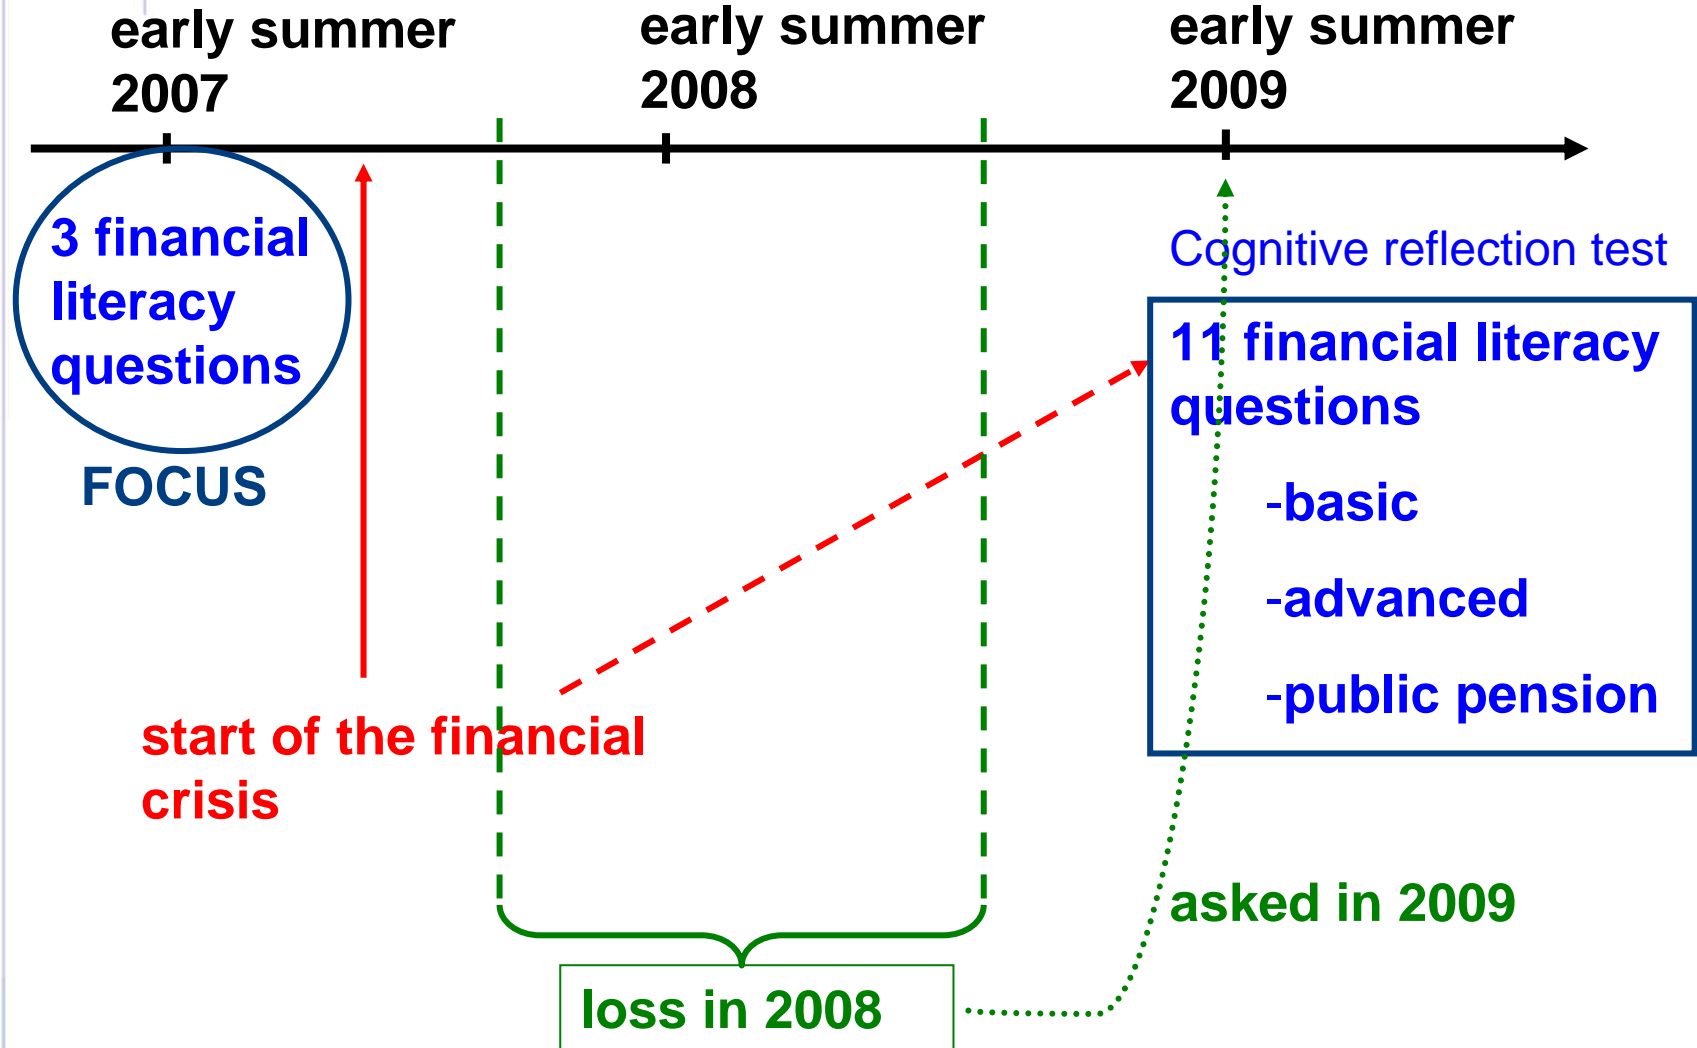 early summer
2007
early summer
2008
early summer
2009
3 financial
literacy
questions
FOCUS
Cognitive reflection test
11 financial literacy
questions
-basic
-advanced
-public pension
start of the financial
crisis
asked in 2009
loss in 2008